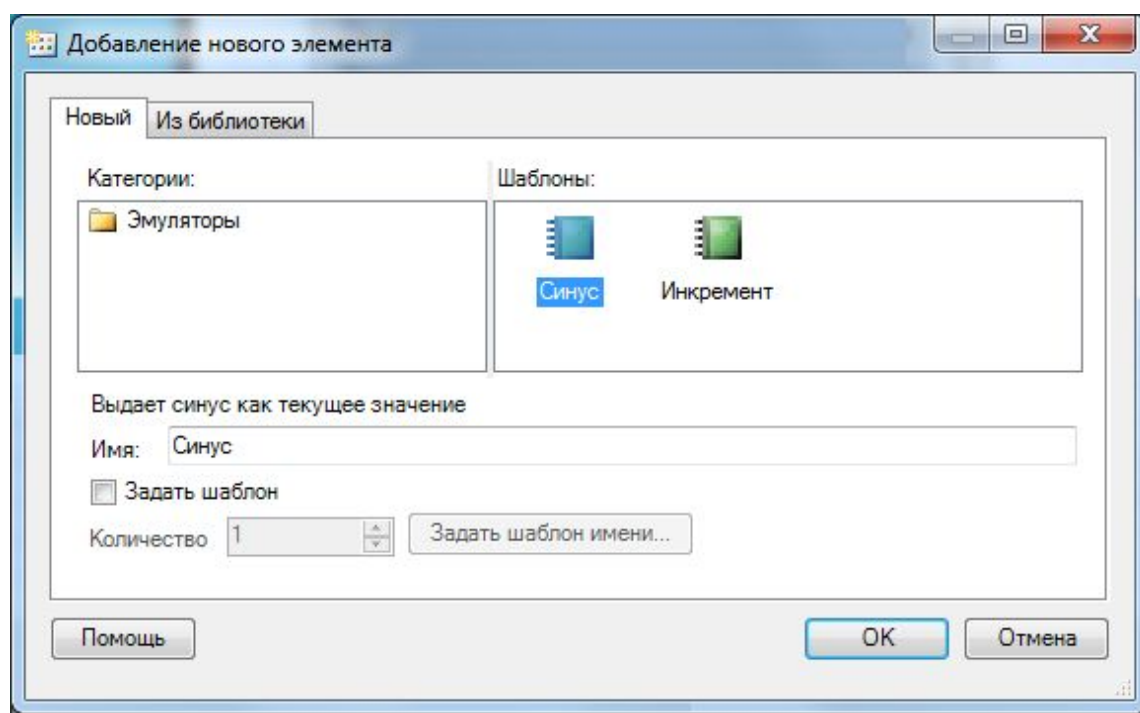 Добавление нового элемента
Новый Из библиотеки
Категории: Шаблоны:
Эмуляторы
Синус Инкремент
Выдает синус как текущее значение
Имя: Синус
Задать шаблон
Количество 1 Задать шаблон имени...
Помощь OK Отмена